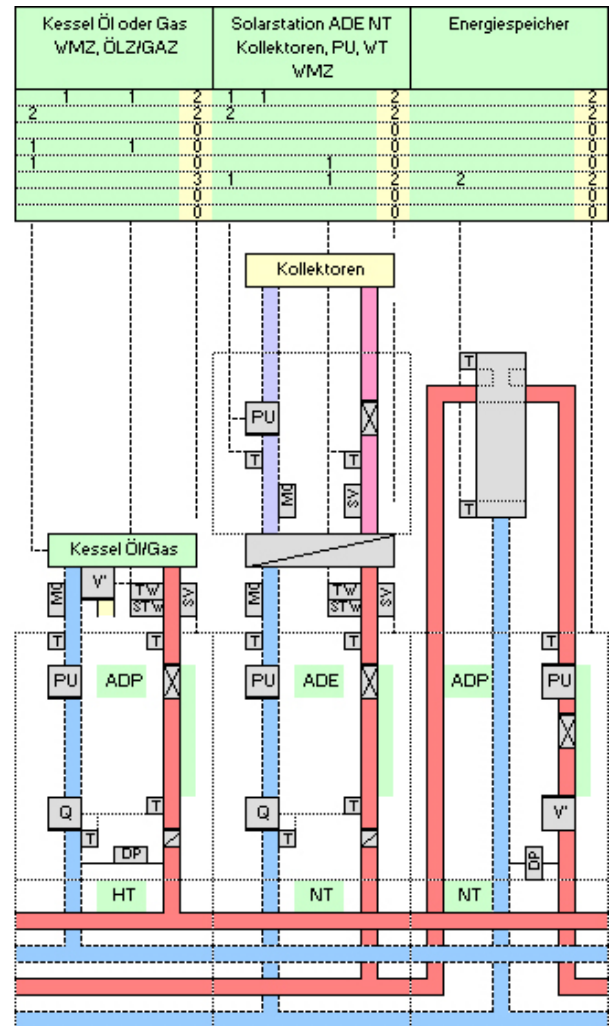 Kessel Öl oder Gas
WMZ, ÖLZ/GAZ
Solarstation ADE NT
Kollektoren, PU, WT
WMZ
Energiespeicher
1 1 2 1 1 2 2
2 2 2 2 2
0 0 0
1 1 0 0 0
1 0 1 0 0
3 1 1 2 2 2
0 0 0
0 0 0
Kollektoren
T
PU
T T
MC SV
T
Kessel Öl/Gas
MC V' TW STW SV
MC TW STW SV
T T T T T
PU ADP PU ADE ADP PU
Q T Q T V'
T T
DP DP
HT NT NT